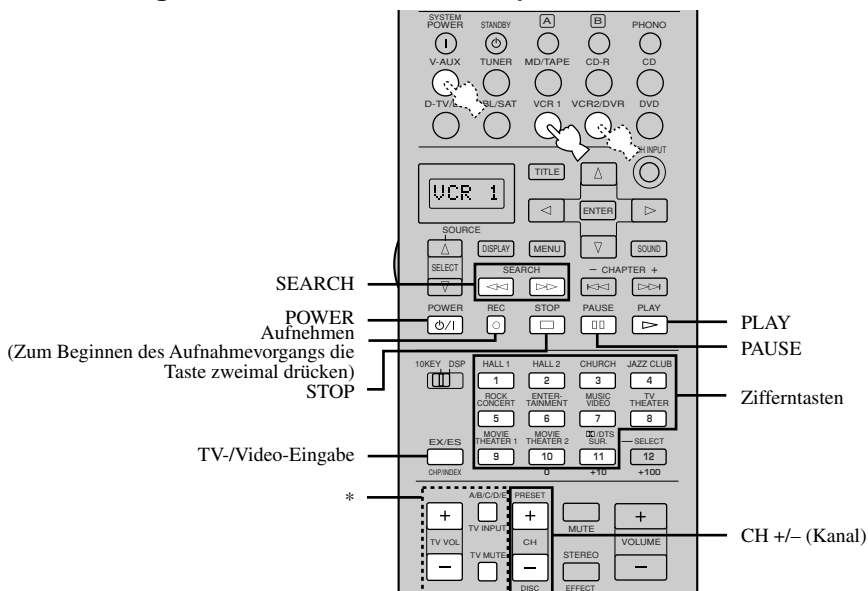 SYSTEM POWER STANDBY A B PHONO
V-AUX TUNER MD/TAPE CD-R CD
D-TV/ BL/SAT VCR 1 VCR2/DVR DVD
H INPUT
TITLE
VCR 1
ENTER
SOURCE
DISPLAY MENU SOUND
SELECT
SEARCH
SEARCH – CHAPTER +
POWER
POWER REC STOP PAUSE PLAY
Aufnehmen
(Zum Beginnen des Aufnahmevorgangs die
Taste zweimal drücken)
STOP
PLAY
PAUSE
10KEY DSP HALL 1 HALL 2 CHURCH JAZZ CLUB
1 2 3 4
ROCK CONCERT ENTER-TAINMENT MUSIC VIDEO TV THEATER
5 6 7 8
Zifferntasten
MOVIE THEATER 1 MOVIE THEATER 2 /DTS SUR. SELECT
EX/ES 9 10 11 12
TV-/Video-Eingabe
CHP/INDEX 0 +10 +100
*
A/B/C/D/E PRESET
+ TV INPUT + MUTE +
TV VOL CH VOLUME
CH +/– (Kanal)
– TV MUTE – STEREO –
DISC EFFECT